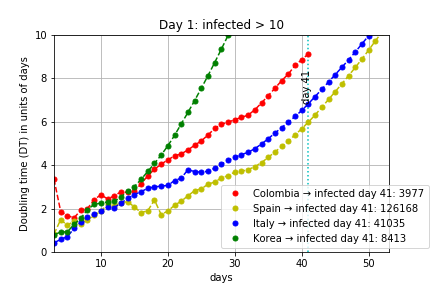 Day 1: infected > 10
Doubling time (DT) in units of days
10
8
6
4
2
0
day 41
Colombia → infected day 41: 3977
Spain → infected day 41: 126168
Italy → infected day 41: 41035
Korea → infected day 41: 8413
10
20
30
40
50
days